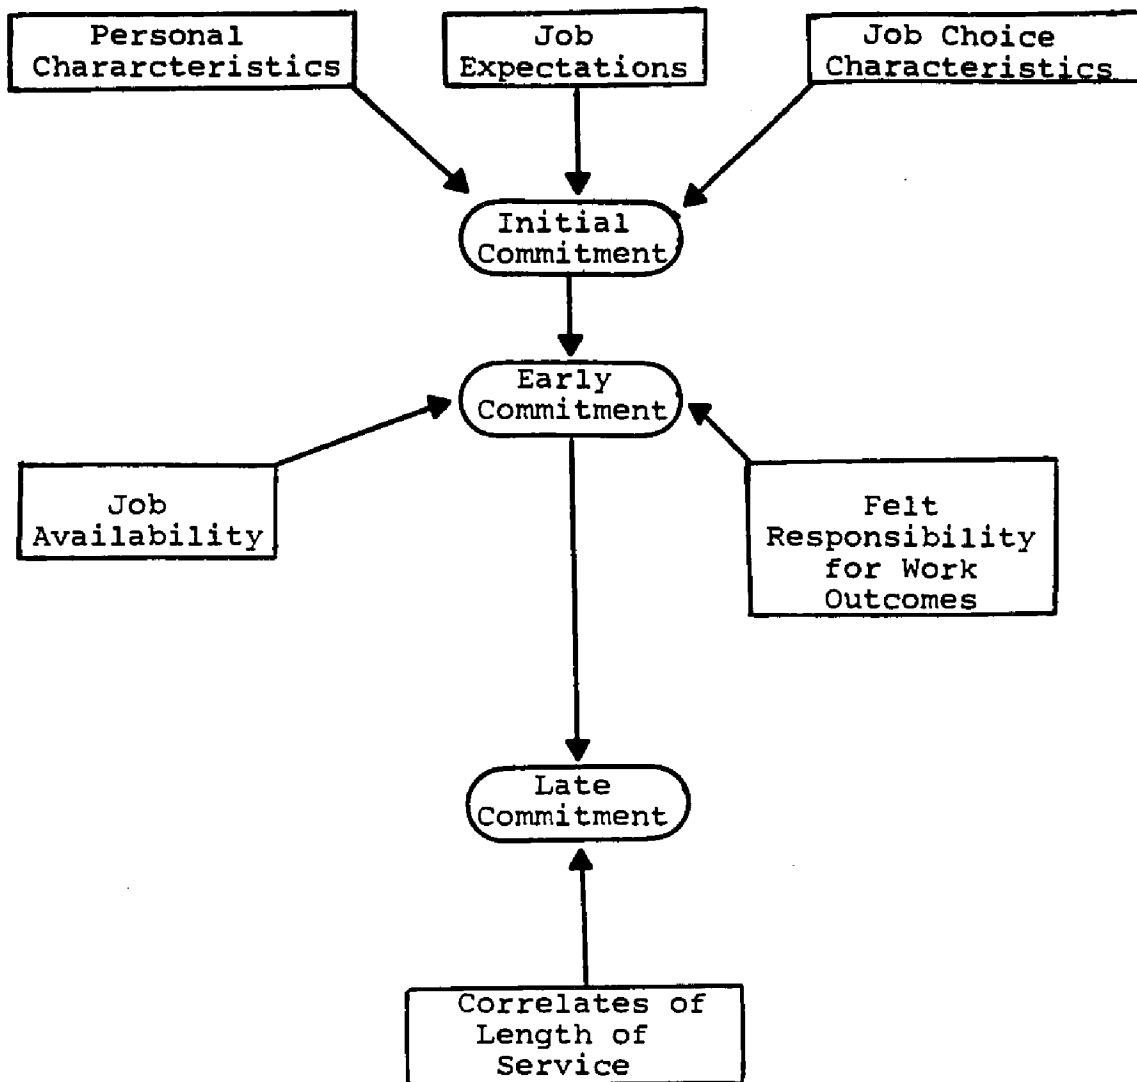 Personal
Chararcteristics
Job
Expectations
Job Choice
Characteristics
Initial
Commitment
Early
Commitment
Job
Availability
Felt
Responsibility
for Work
Outcomes
Late
Commitment
Correlates of
Length of
Service